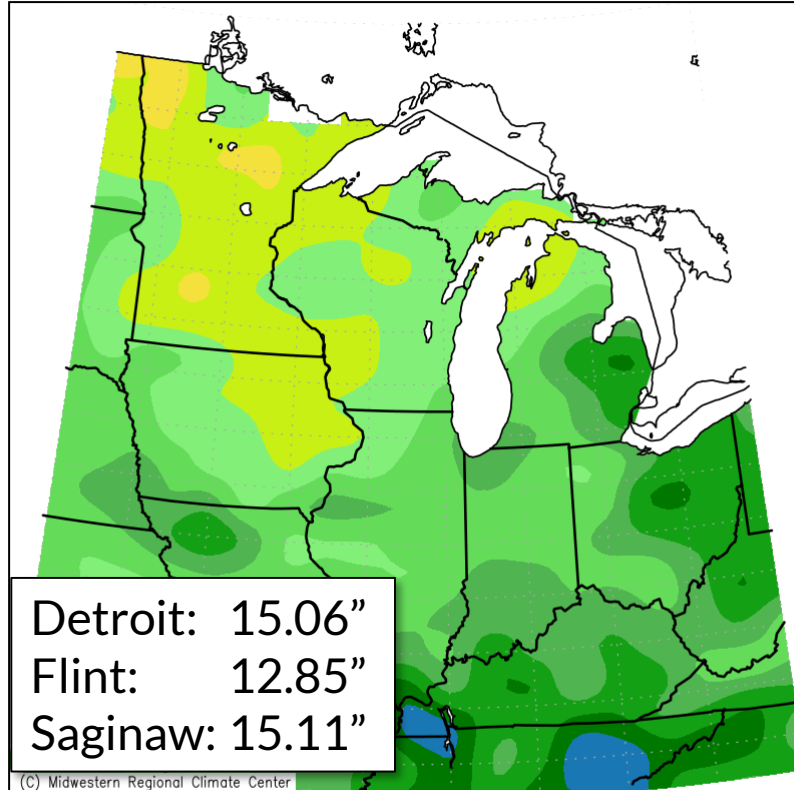 Detroit: 15.06”
Flint: 12.85”
Saginaw: 15.11”
(C) Midwestern Regional Climate Center